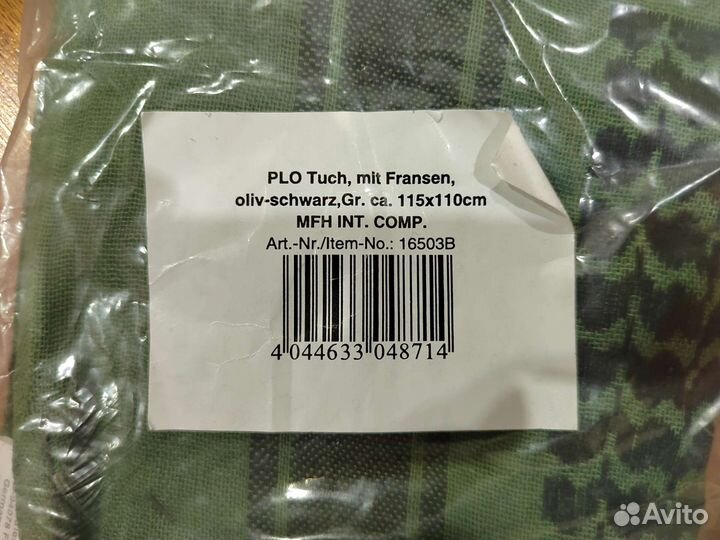 PLO Tuch, mit Fransen,
oliv-schwarz,Gr. ca. 115x110cm
MFH INT. COMP.
Art.-Nr./Item-No.: 16503B
4 044633 048714
Avito